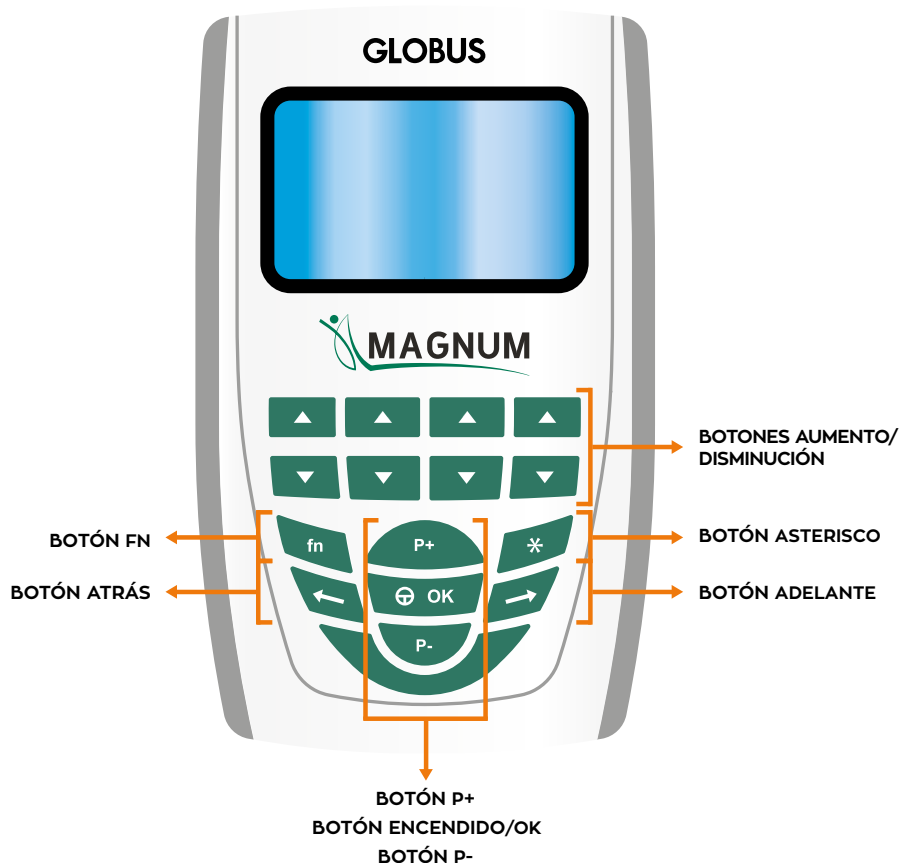 GLOBUS
MAGNUM
BOTONES AUMENTO/
DISMINUCIÓN
BOTÓN FN
fn
P+
*
BOTÓN ASTERISCO
BOTÓN ATRÁS
OK
BOTÓN ADELANTE
P-
BOTÓN P+
BOTÓN ENCENDIDO/OK
BOTÓN P-